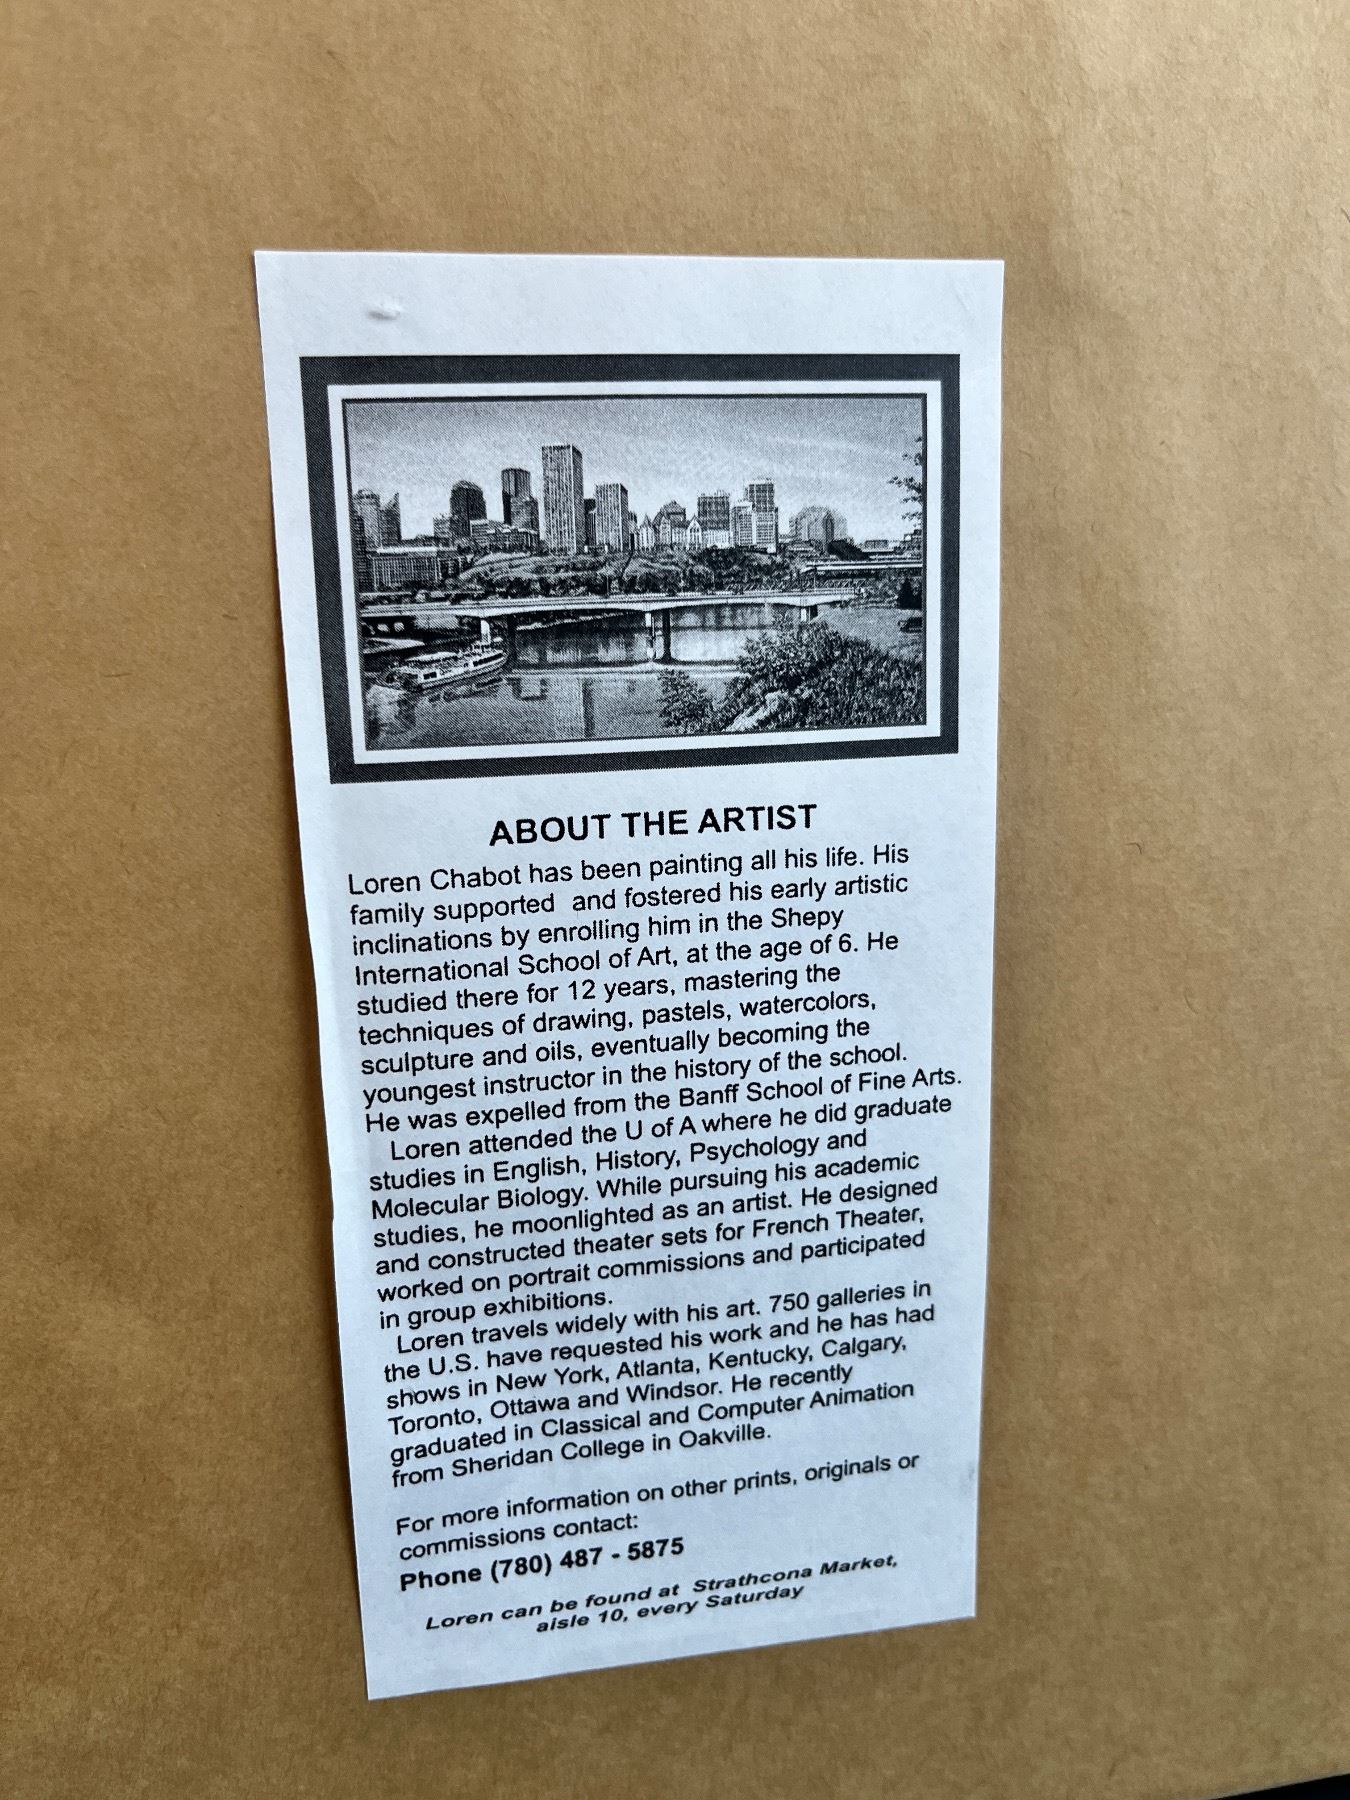 ABOUT THE ARTIST
Loren Chabot has been painting all his life. His
family supported and fostered his early artistic
inclinations by enrolling him in the Shepy
International School of Art, at the age of 6. He
studied there for 12 years, mastering the
techniques of drawing, pastels, watercolors,
sculpture and oils, eventually becoming the
youngest instructor in the history of the school.
He was expelled from the Banff School of Fine Arts.
Loren attended the U of A where he did graduate
studies in English, History, Psychology and
Molecular Biology. While pursuing his academic
studies, he moonlighted as an artist. He designed
and constructed theater sets for French Theater,
worked on portrait commissions and participated
in group exhibitions.
Loren travels widely with his art. 750 galleries in
the U.S. have requested his work and he has had
shows in New York, Atlanta, Kentucky, Calgary,
Toronto, Ottawa and Windsor. He recently
graduated in Classical and Computer Animation
from Sheridan College in Oakville.
For more information on other prints, originals or
commissions contact:
Phone (780) 487 - 5875
Loren can be found at Strathcona Market,
aisle 10, every Saturday